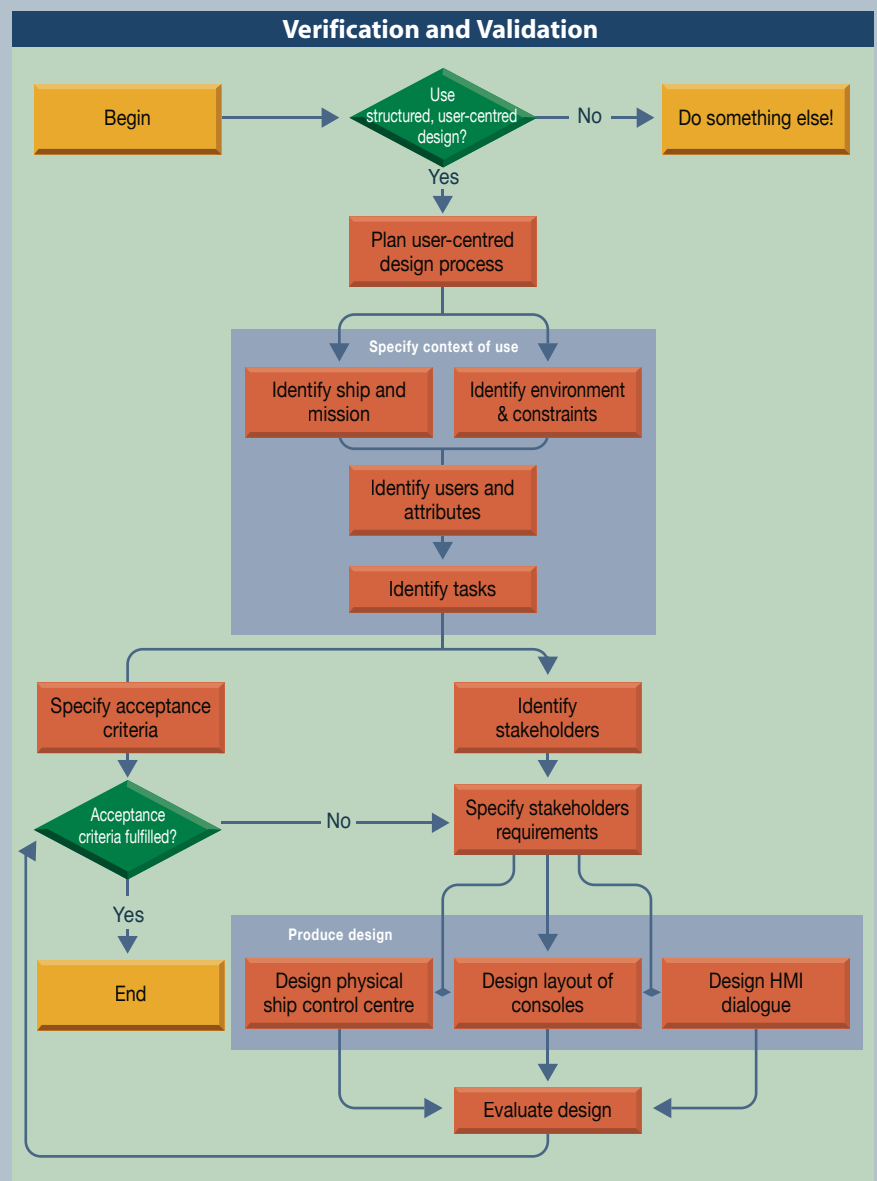 Verification and Validation
Begin
Use
structured, user-centred
design?
No
Do something else!
Yes
Plan user-centred
design process
Specify context of use
Identify ship and
mission
Identify environment
& constraints
Identify users and
attributes
Identify tasks
Specify acceptance
criteria
Identify
stakeholders
Acceptance
criteria fulfilled?
No
Specify stakeholders
requirements
Yes
End
Produce design
Design physical
ship control centre
Design layout of
consoles
Design HMI
dialogue
Evaluate design